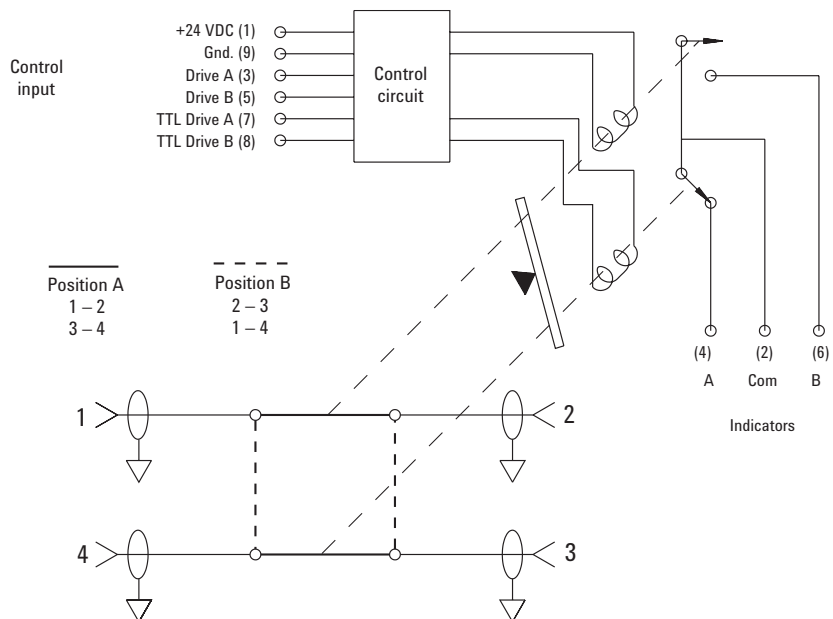 +24 VDC (1)
Gnd. (9)
Drive A (3)
Drive B (5)
TTL Drive A (7)
TTL Drive B (8)
Control
input
Control
circuit
Position A
1 – 2
3 – 4
Position B
2 – 3
1 – 4
(4)
(2)
(6)
A
Com
B
Indicators
1
2
4
3